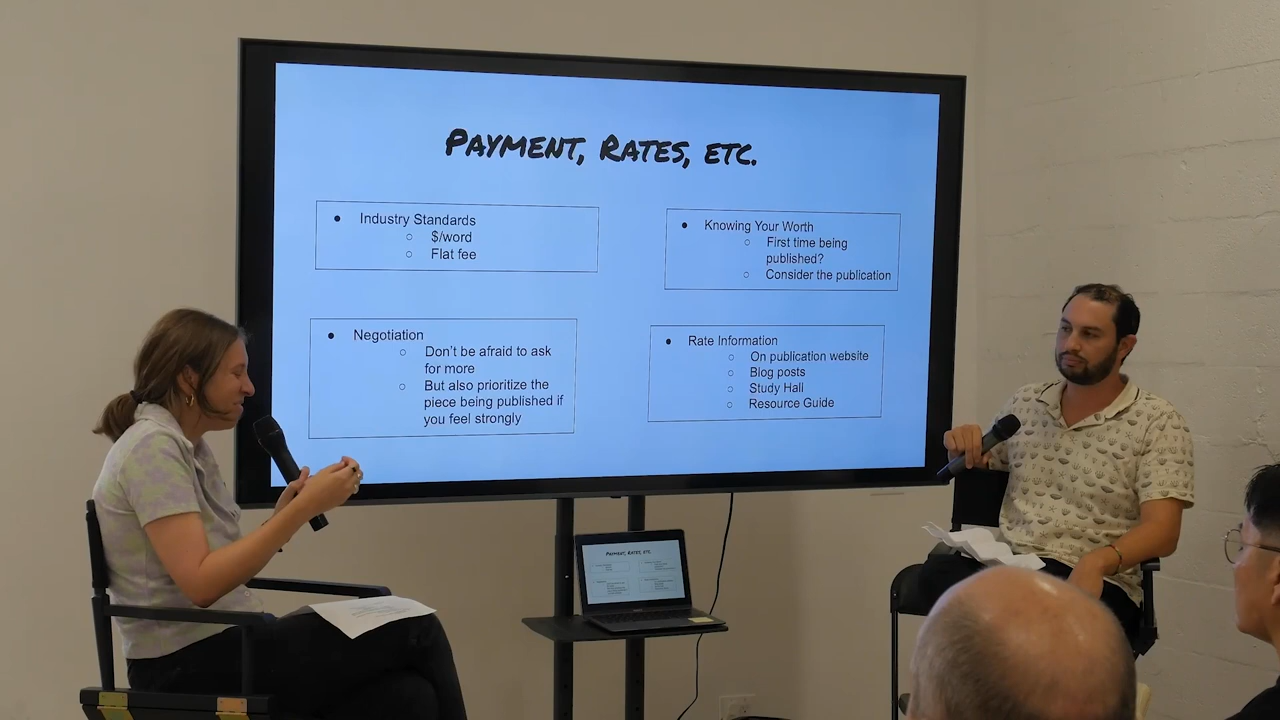 PAYMENT, RATES, ETC.
● Industry Standards
○ $/word
○ Flat fee
● Knowing Your Worth
○ First time being
published?
○ Consider the publication
● Negotiation
○ Don't be afraid to ask
for more
○ But also prioritize the
piece being published if
you feel strongly
● Rate Information
○ On publication website
○ Blog posts
○ Study Hall
○ Resource Guide
PAYMENT, RATES, ETC.